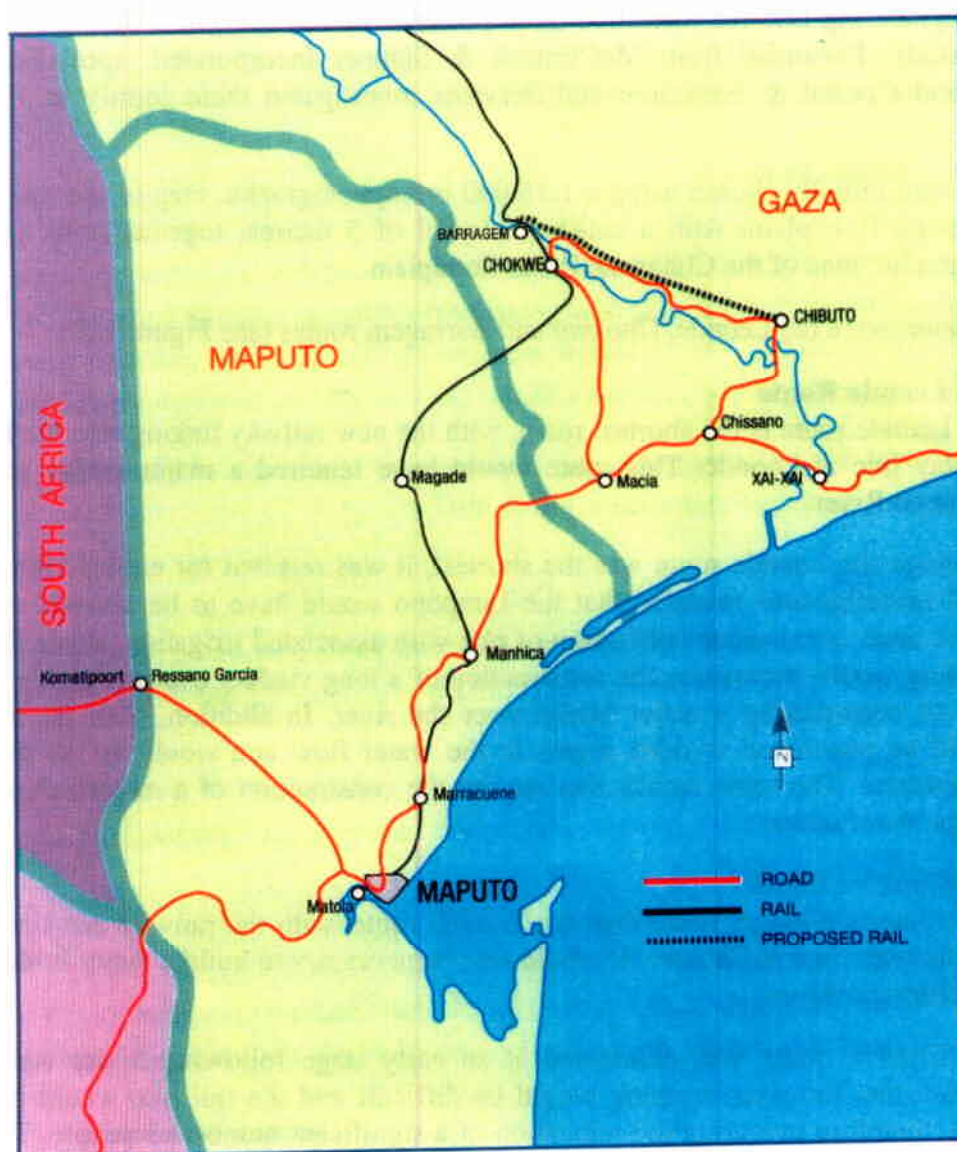 GAZA
BARRAGEM
CHOKWE
CHIBUTO
MAPUTO
SOUTH AFRICA
Chissano
Magade
Macia
XAI-XAI
Manhica
Komatipoort
Ressano Garcia
N
Marracuene
MAPUTO
Matola
ROAD
RAIL
PROPOSED RAIL